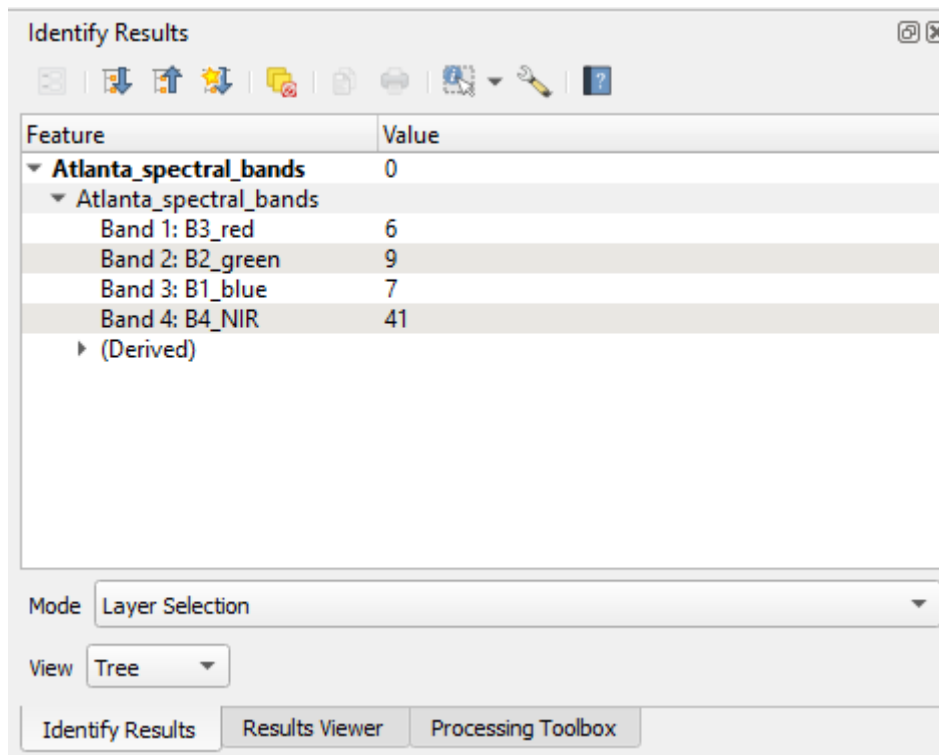 Identify Results
Feature Value
Atlanta_spectral_bands 0
Atlanta_spectral_bands
Band 1: B3_red 6
Band 2: B2_green 9
Band 3: B1_blue 7
Band 4: B4_NIR 41
(Derived)
Mode Layer Selection
View Tree
Identify Results Results Viewer Processing Toolbox